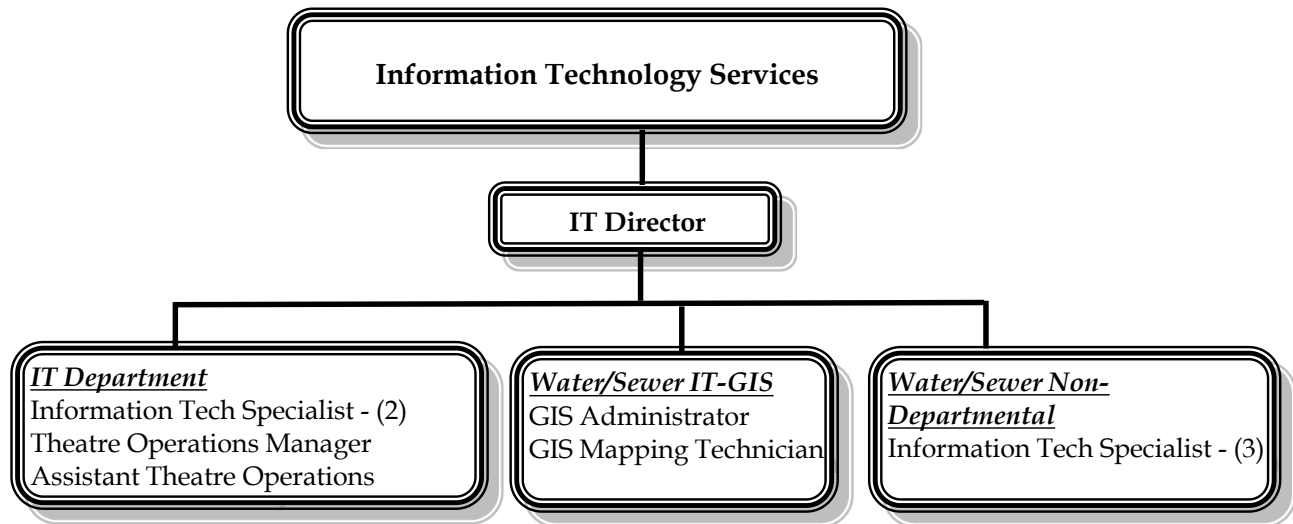 Information Technology Services
IT Director
IT Department
Information Tech Specialist - (2)
Theatre Operations Manager
Assistant Theatre Operations
Water/Sewer IT-GIS
GIS Administrator
GIS Mapping Technician
Water/Sewer Non-
Departmental
Information Tech Specialist - (3)